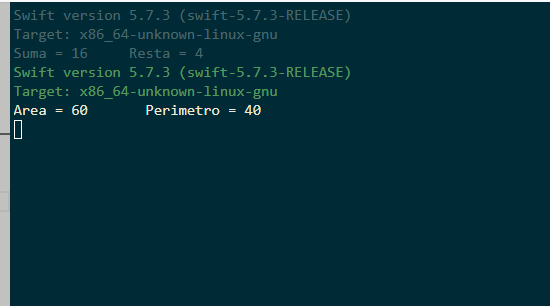 Swift version 5.7.3 (swift-5.7.3-RELEASE)
Target: x86_64-unknown-linux-gnu
Suma = 16     Resta = 4
Swift version 5.7.3 (swift-5.7.3-RELEASE)
Target: x86_64-unknown-linux-gnu
Area = 60       Perimetro = 40